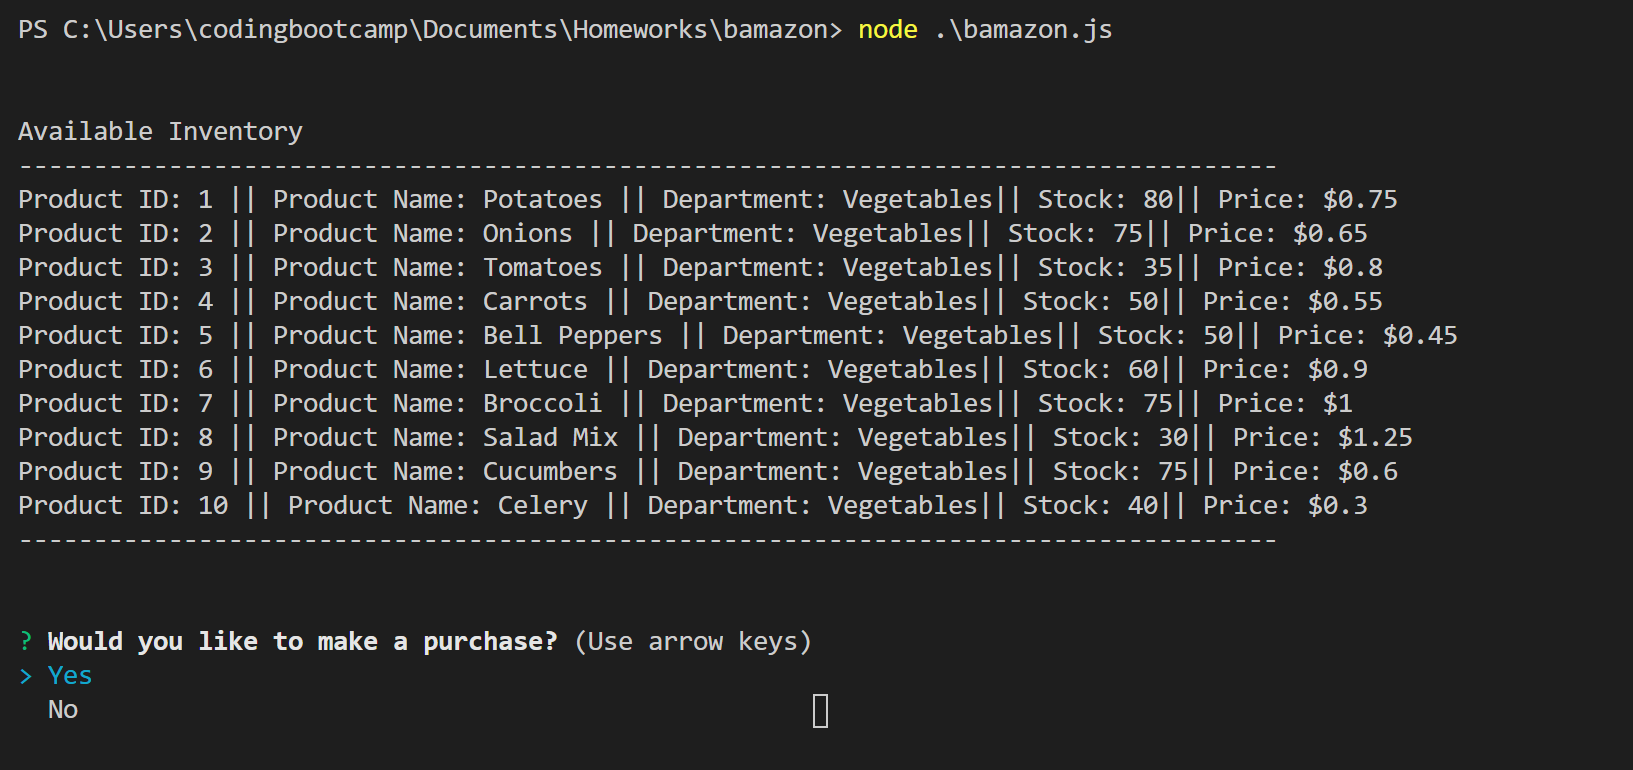 PS C:\Users\codingbootcamp\Documents\Homeworks\bamazon> node .\bamazon.js
Available Inventory
------------------------------------------------------------------------------------
Product ID: 1 || Product Name: Potatoes || Department: Vegetables|| Stock: 80|| Price: $0.75
Product ID: 2 || Product Name: Onions || Department: Vegetables|| Stock: 75|| Price: $0.65
Product ID: 3 || Product Name: Tomatoes || Department: Vegetables|| Stock: 35|| Price: $0.8
Product ID: 4 || Product Name: Carrots || Department: Vegetables|| Stock: 50|| Price: $0.55
Product ID: 5 || Product Name: Bell Peppers || Department: Vegetables|| Stock: 50|| Price: $0.45
Product ID: 6 || Product Name: Lettuce || Department: Vegetables|| Stock: 60|| Price: $0.9
Product ID: 7 || Product Name: Broccoli || Department: Vegetables|| Stock: 75|| Price: $1
Product ID: 8 || Product Name: Salad Mix || Department: Vegetables|| Stock: 30|| Price: $1.25
Product ID: 9 || Product Name: Cucumbers || Department: Vegetables|| Stock: 75|| Price: $0.6
Product ID: 10 || Product Name: Celery || Department: Vegetables|| Stock: 40|| Price: $0.3
------------------------------------------------------------------------------------
? Would you like to make a purchase? (Use arrow keys)
> Yes
No